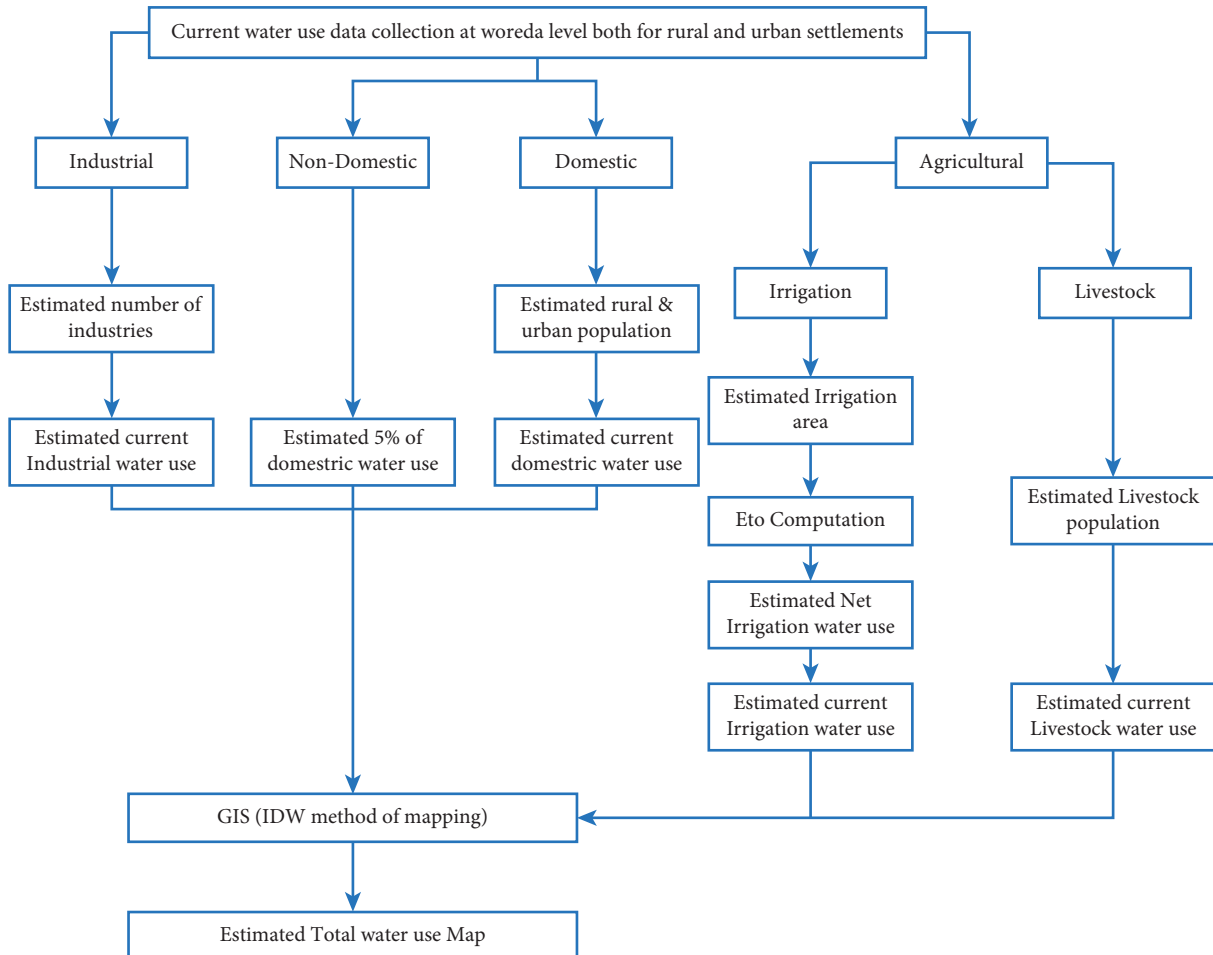 Current water use data collection at woreda level both for rural and urban settlements
Industrial
Non-Domestic
Domestic
Agricultural
Irrigation
Livestock
Estimated number of
industries
Estimated rural &
urban population
Estimated Irrigation
area
Estimated current
Industrial water use
Estimated 5% of
domestric water use
Estimated current
domestric water use
Eto Computation
Estimated Livestock
population
Estimated Net
Irrigation water use
Estimated current
Irrigation water use
Estimated current
Livestock water use
GIS (IDW method of mapping)
Estimated Total water use Map